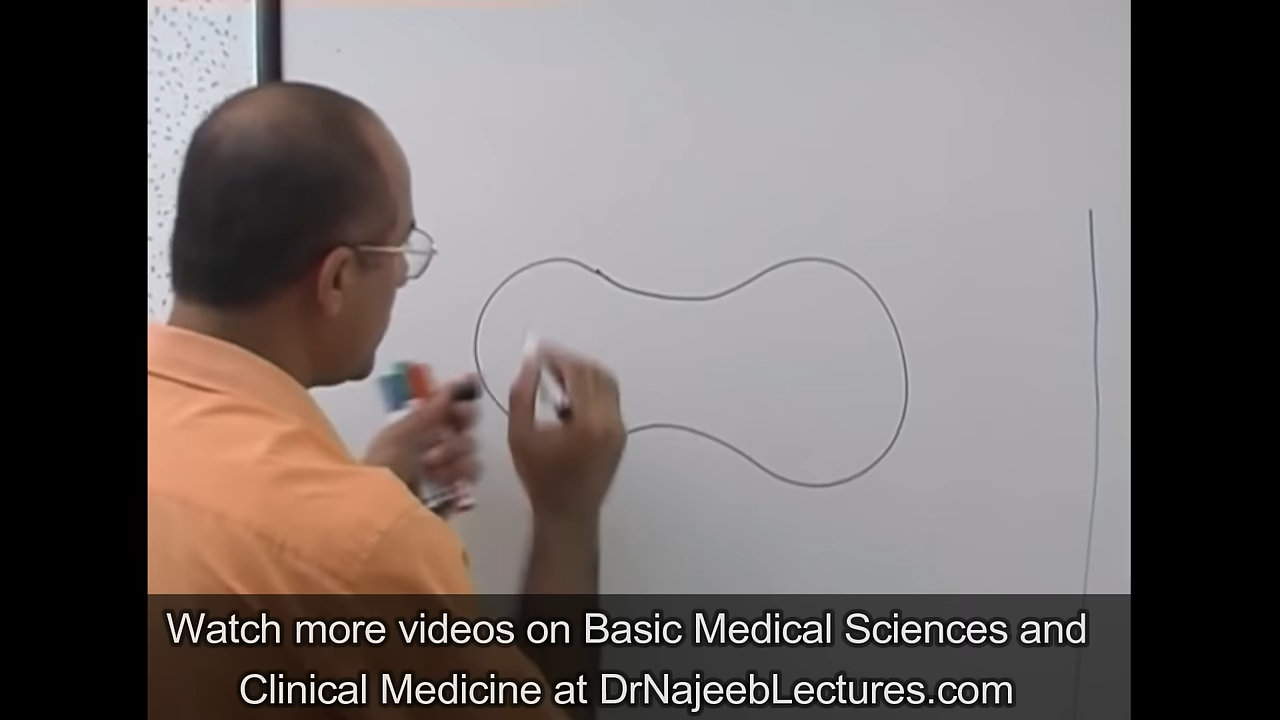 Watch more videos on Basic Medical Sciences and
Clinical Medicine at DrNajeebLectures.com